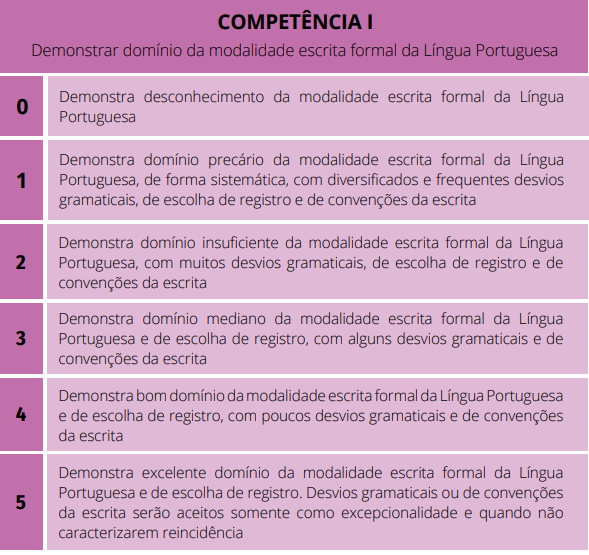 COMPETÊNCIA I
Demonstrar domínio da modalidade escrita formal da Língua Portuguesa
0
Demonstra desconhecimento da modalidade escrita formal da Língua
Portuguesa
1
Demonstra domínio precário da modalidade escrita formal da Língua
Portuguesa, de forma sistemática, com diversificados e frequentes desvios
gramaticais, de escolha de registro e de convenções da escrita
2
Demonstra domínio insuficiente da modalidade escrita formal da Língua
Portuguesa, com muitos desvios gramaticais, de escolha de registro e de
convenções da escrita
3
Demonstra domínio mediano da modalidade escrita formal da Língua
Portuguesa e de escolha de registro, com alguns desvios gramaticais e de
convenções da escrita
4
Demonstra bom domínio da modalidade escrita formal da Língua Portuguesa
e de escolha de registro, com poucos desvios gramaticais e de convenções
da escrita
5
Demonstra excelente domínio da modalidade escrita formal da Língua
Portuguesa e de escolha de registro. Desvios gramaticais ou de convenções
da escrita serão aceitos somente como excepcionalidade e quando não
caracterizarem reincidência